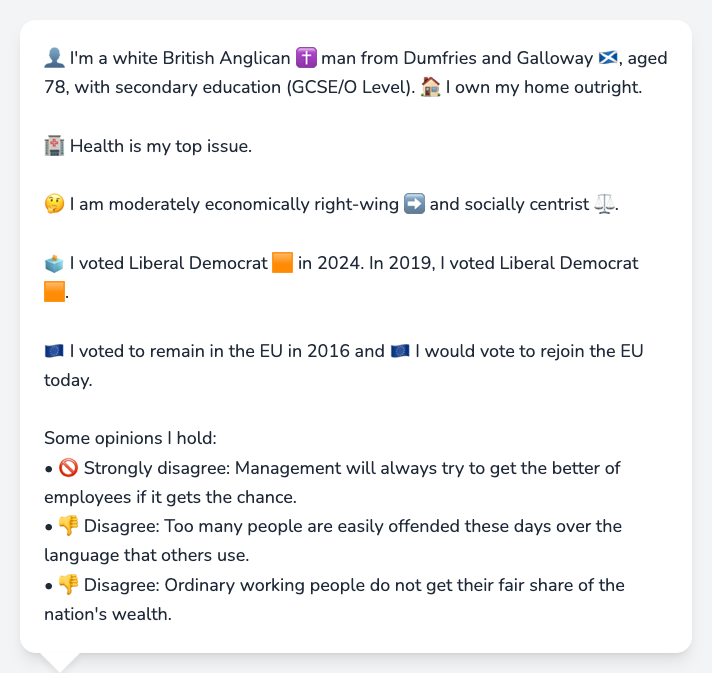 👤 I'm a white British Anglican ✝️ man from Dumfries and Galloway 🏴󠁧󠁢󠁳󠁣󠁴󠁿, aged
78, with secondary education (GCSE/O Level). 🏠 I own my home outright.
🏥 Health is my top issue.
🤔 I am moderately economically right-wing ➡️ and socially centrist ⚖️.
🗳️ I voted Liberal Democrat 🟧 in 2024. In 2019, I voted Liberal Democrat
🟧.
🇪🇺 I voted to remain in the EU in 2016 and 🇪🇺 I would vote to rejoin the EU
today.
Some opinions I hold:
• 🚫 Strongly disagree: Management will always try to get the better of
employees if it gets the chance.
• 👎 Disagree: Too many people are easily offended these days over the
language that others use.
• 👎 Disagree: Ordinary working people do not get their fair share of the
nation's wealth.